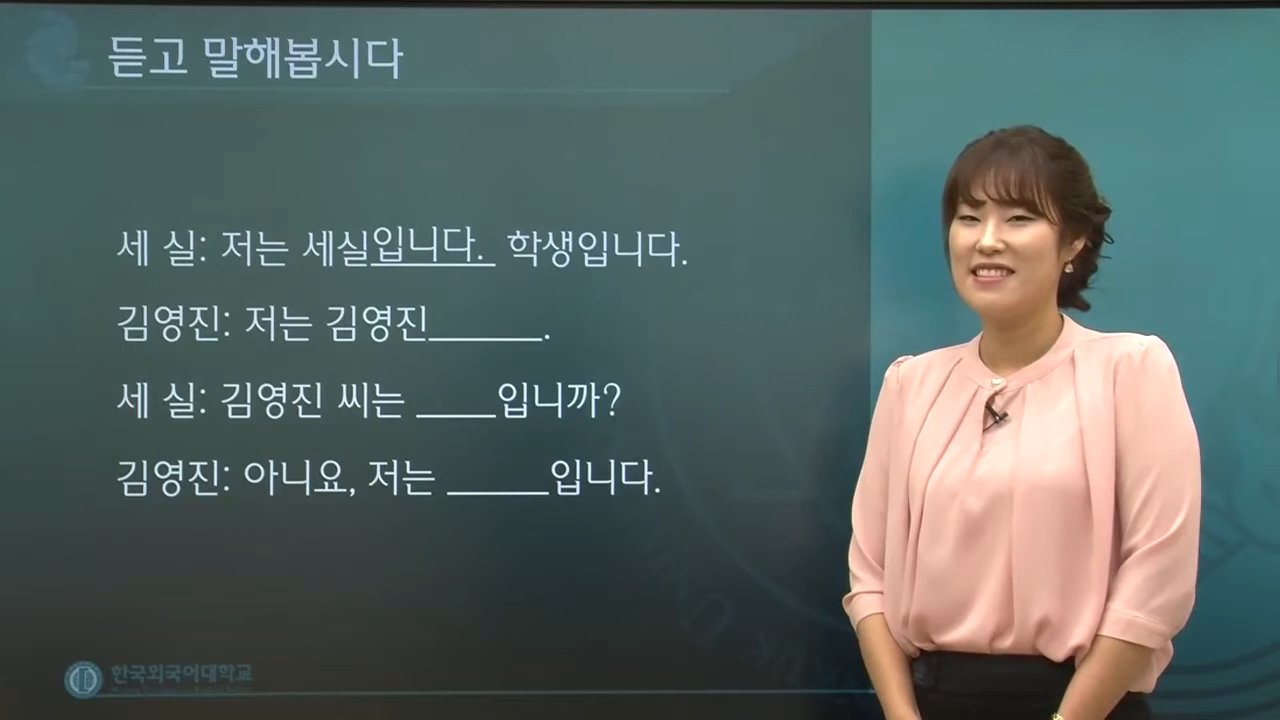 듣고 말해봅시다
세 실: 저는 세실입니다. 학생입니다.
김영진: 저는 김영진______.
세 실: 김영진 씨는 ____입니까?
김영진: 아니요, 저는 _____입니다.
한국외국어대학교